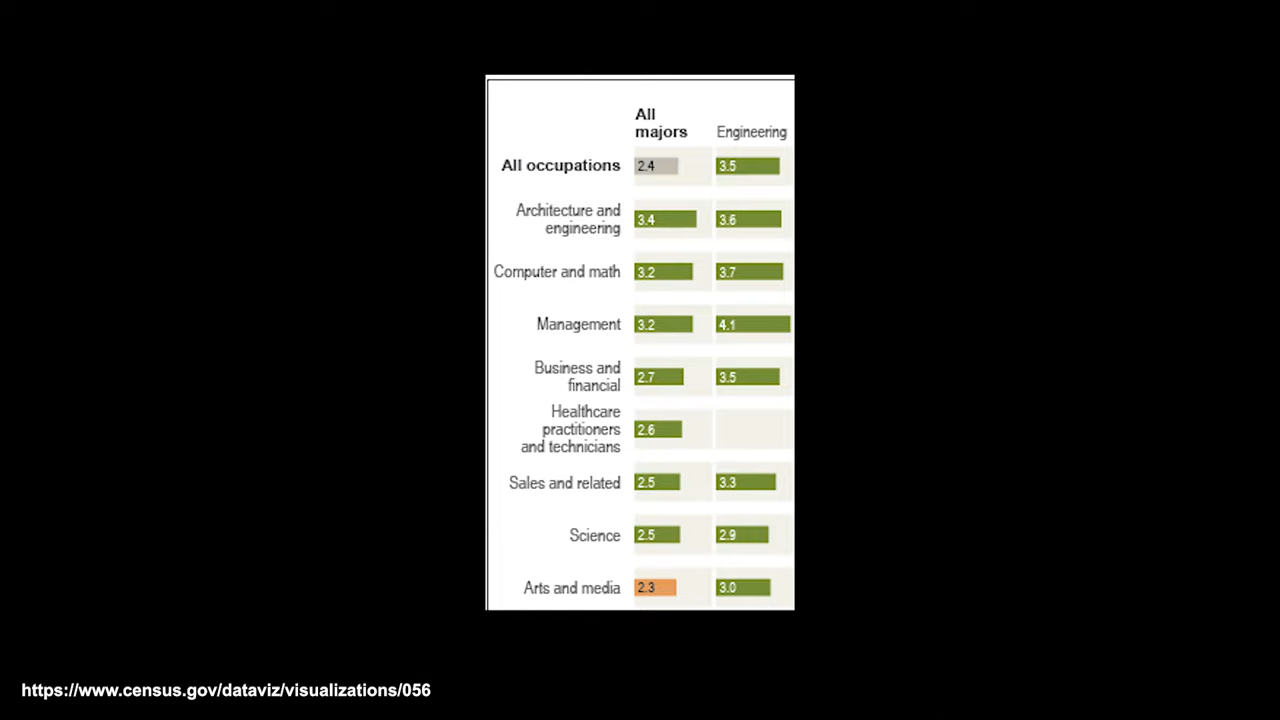 All
majors
Engineering
All occupations
2.4
3.5
Architecture and
engineering
3.4
3.6
Computer and math
3.2
3.7
Management
3.2
4.1
Business and
financial
2.7
3.5
Healthcare
practitioners
and technicians
2.6
Sales and related
2.5
3.3
Science
2.5
2.9
Arts and media
2.3
3.0
https://www.census.gov/dataviz/visualizations/056